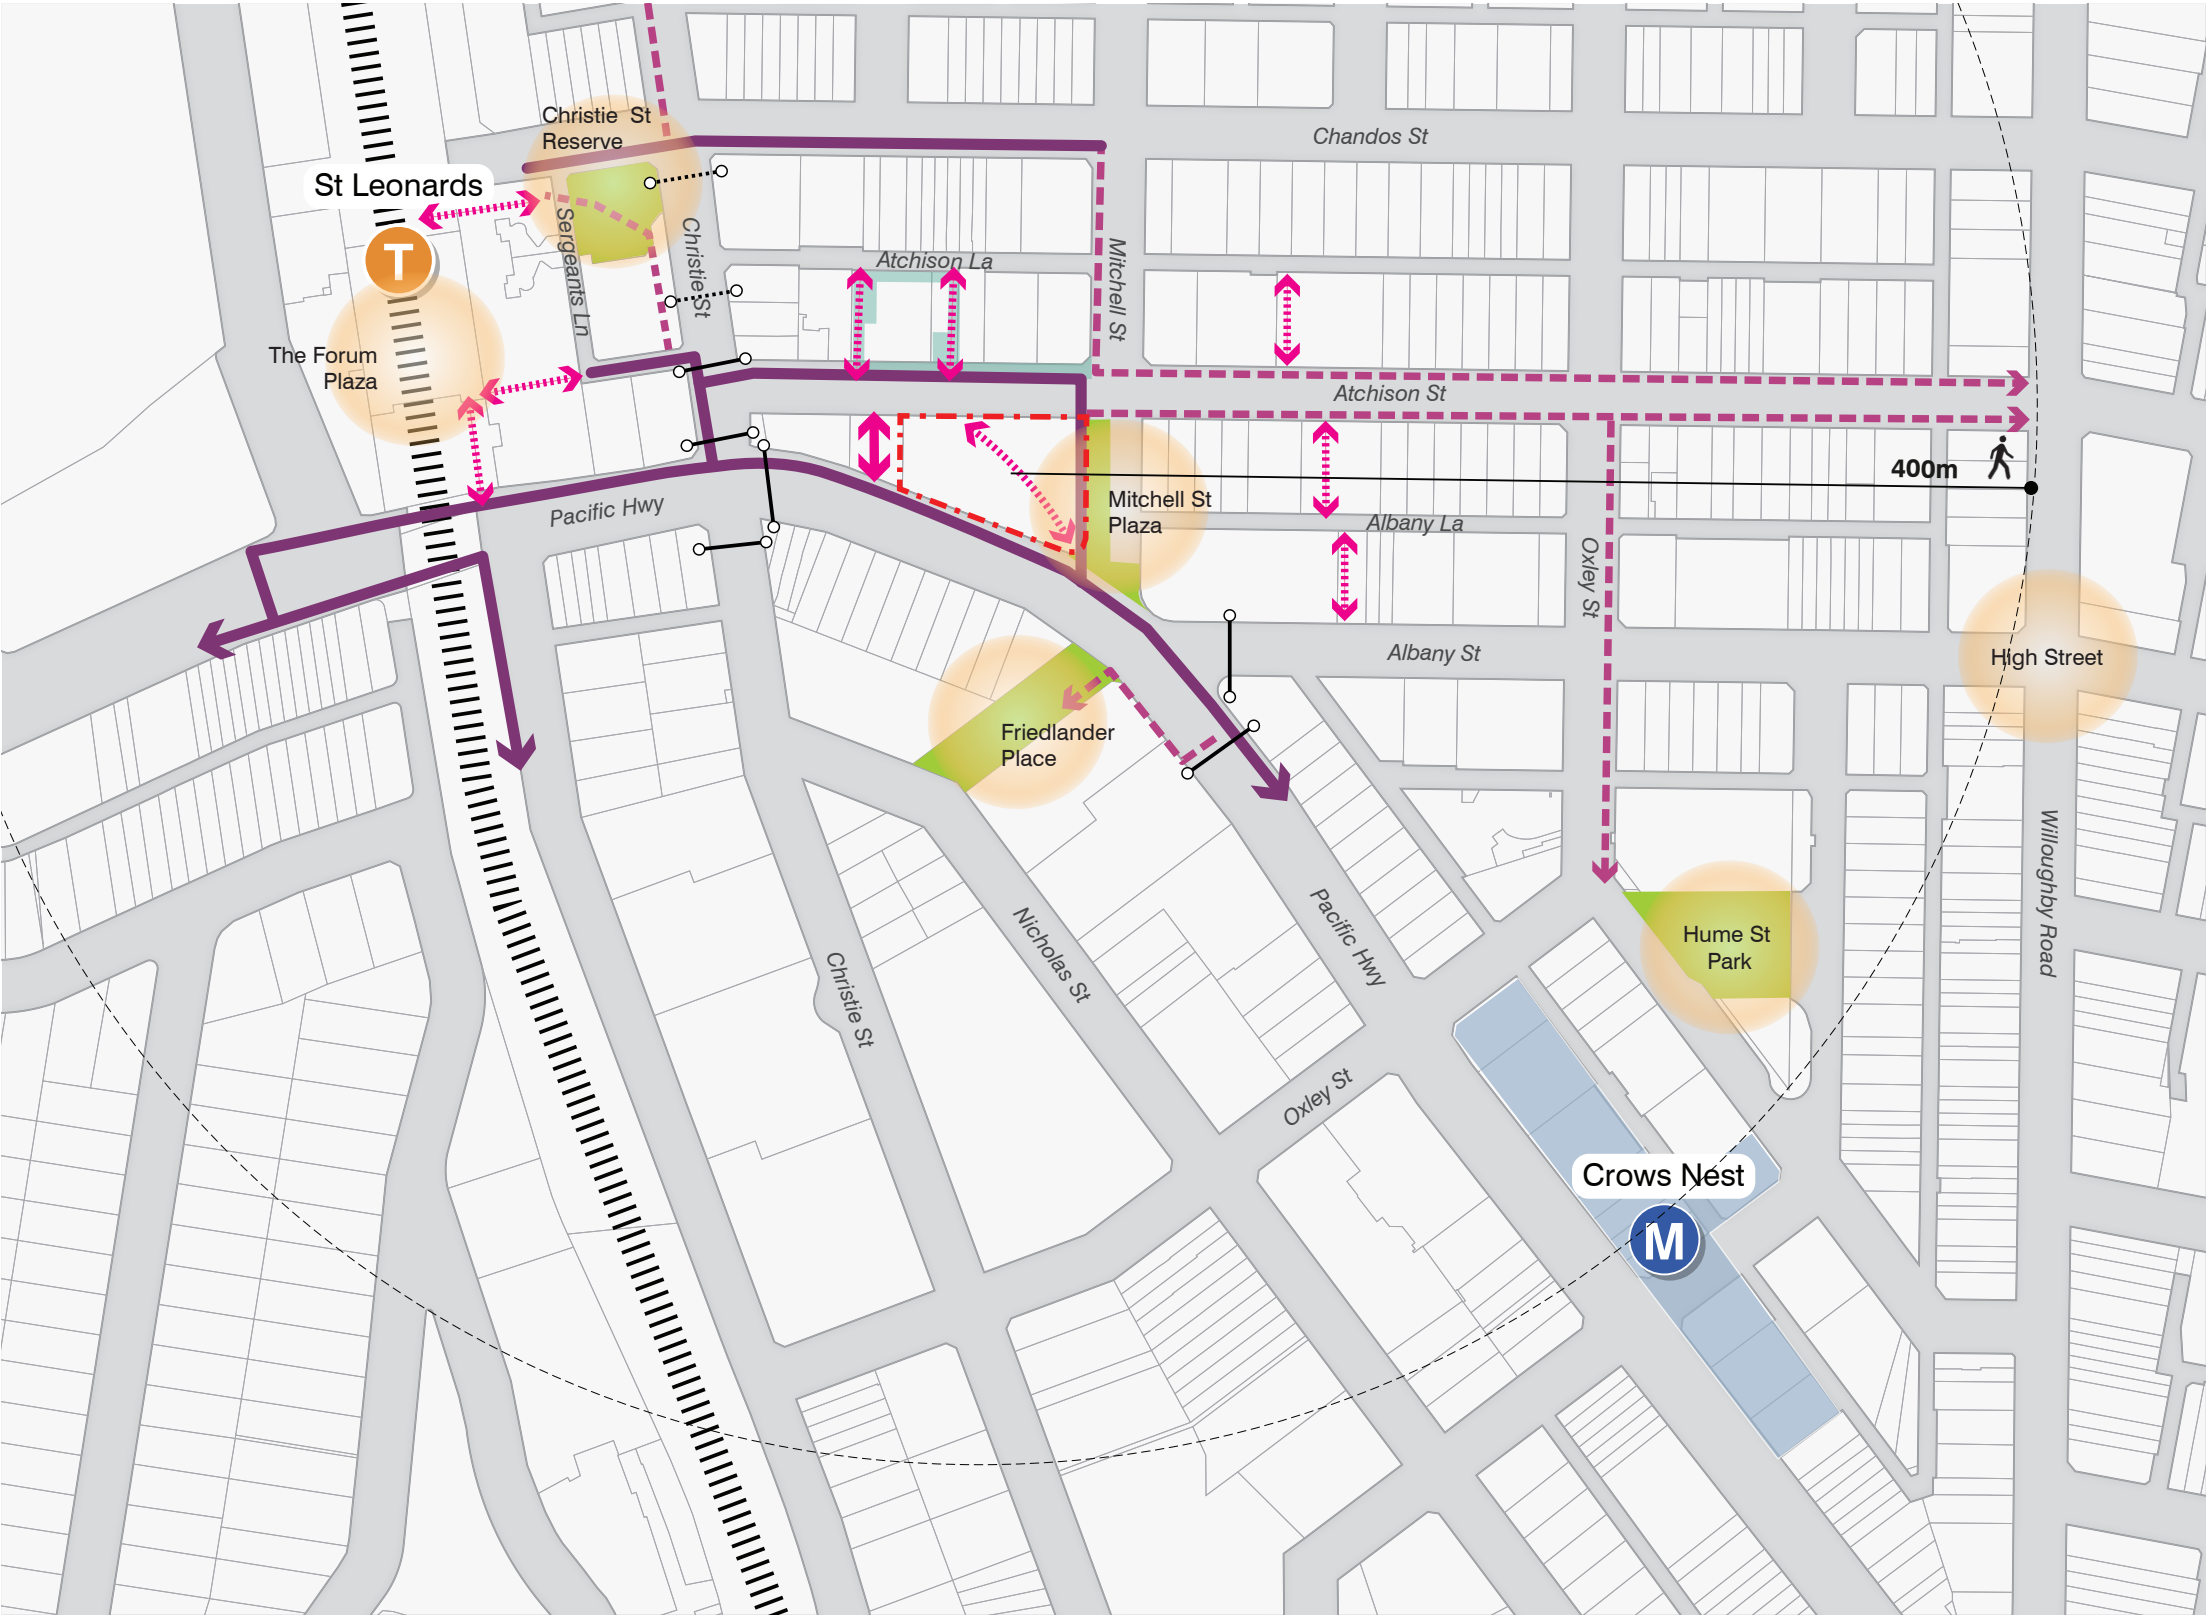 Christie St
Reserve
Chandos St
St Leonards
T
Sergeants Ln
Christie St
Atchison La
Mitchell St
The Forum
Plaza
Atchison St
400m
Pacific Hwy
Mitchell St
Plaza
Albany La
Oxley St
Albany St
High Street
Friedlander
Place
Willoughby Road
Pacific Hwy
Nicholas St
Christie St
Hume St
Park
Oxley St
Crows Nest
M